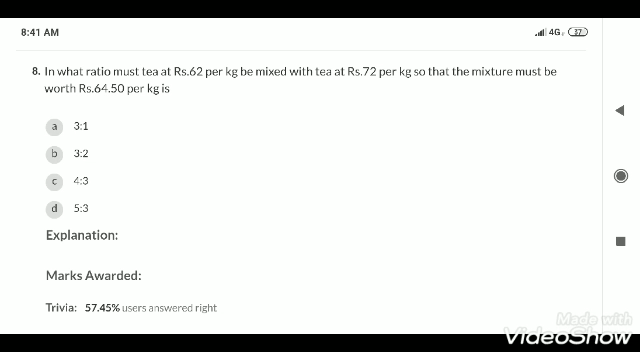 8:41 AM
4G 37
8. In what ratio must tea at Rs.62 per kg be mixed with tea at Rs.72 per kg so that the mixture must be
worth Rs.64.50 per kg is
a 3:1
b 3:2
c 4:3
d 5:3
Explanation:
Marks Awarded:
Trivia: 57.45% users answered right
Made with
VideoShow